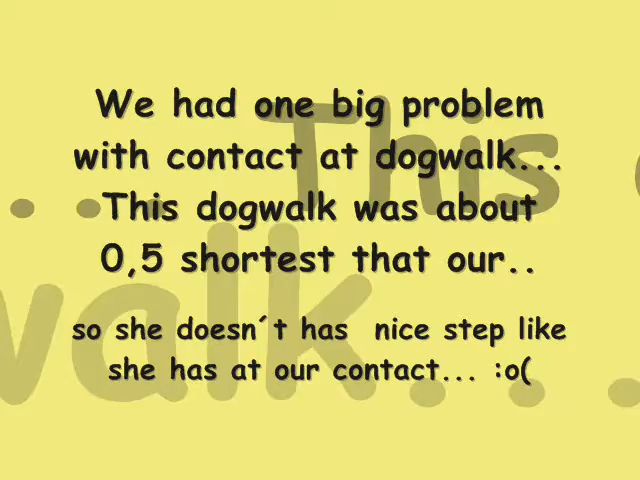 We had one big problem
with contact at dogwalk...
This dogwalk was about
0,5 shortest that our..
so she doesn´t has  nice step like
she has at our contact... :o(